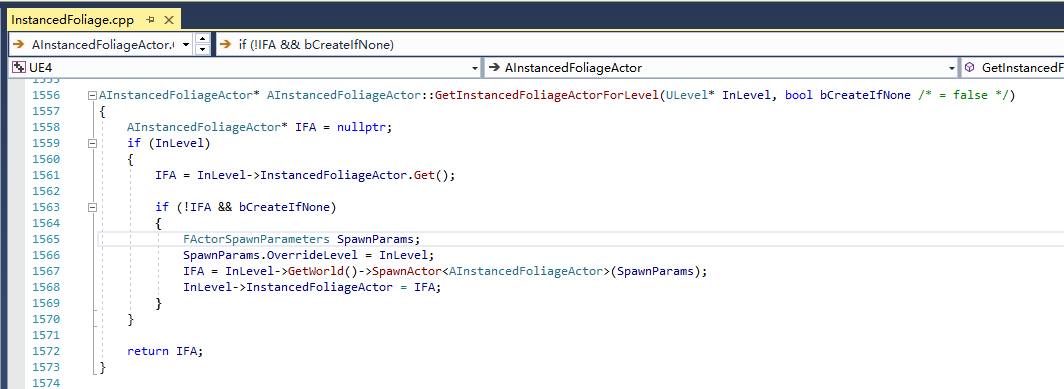 InstancedFoliage.cpp
AInstancedFoliageActor. if (!IFA && bCreateIfNone)
UE4 AInstancedFoliageActor GetInstancedF
1555
1556 AInstancedFoliageActor* AInstancedFoliageActor::GetInstancedFoliageActorForLevel(ULevel* InLevel, bool bCreateIfNone /* = false */)
1557 {
1558 AInstancedFoliageActor* IFA = nullptr;
1559 if (InLevel)
1560 {
1561 IFA = InLevel->InstancedFoliageActor.Get();
1562
1563 if (!IFA && bCreateIfNone)
1564 {
1565 FActorSpawnParameters SpawnParams;
1566 SpawnParams.OverrideLevel = InLevel;
1567 IFA = InLevel->GetWorld()->SpawnActor<AInstancedFoliageActor>(SpawnParams);
1568 InLevel->InstancedFoliageActor = IFA;
1569 }
1570 }
1571
1572 return IFA;
1573 }
1574